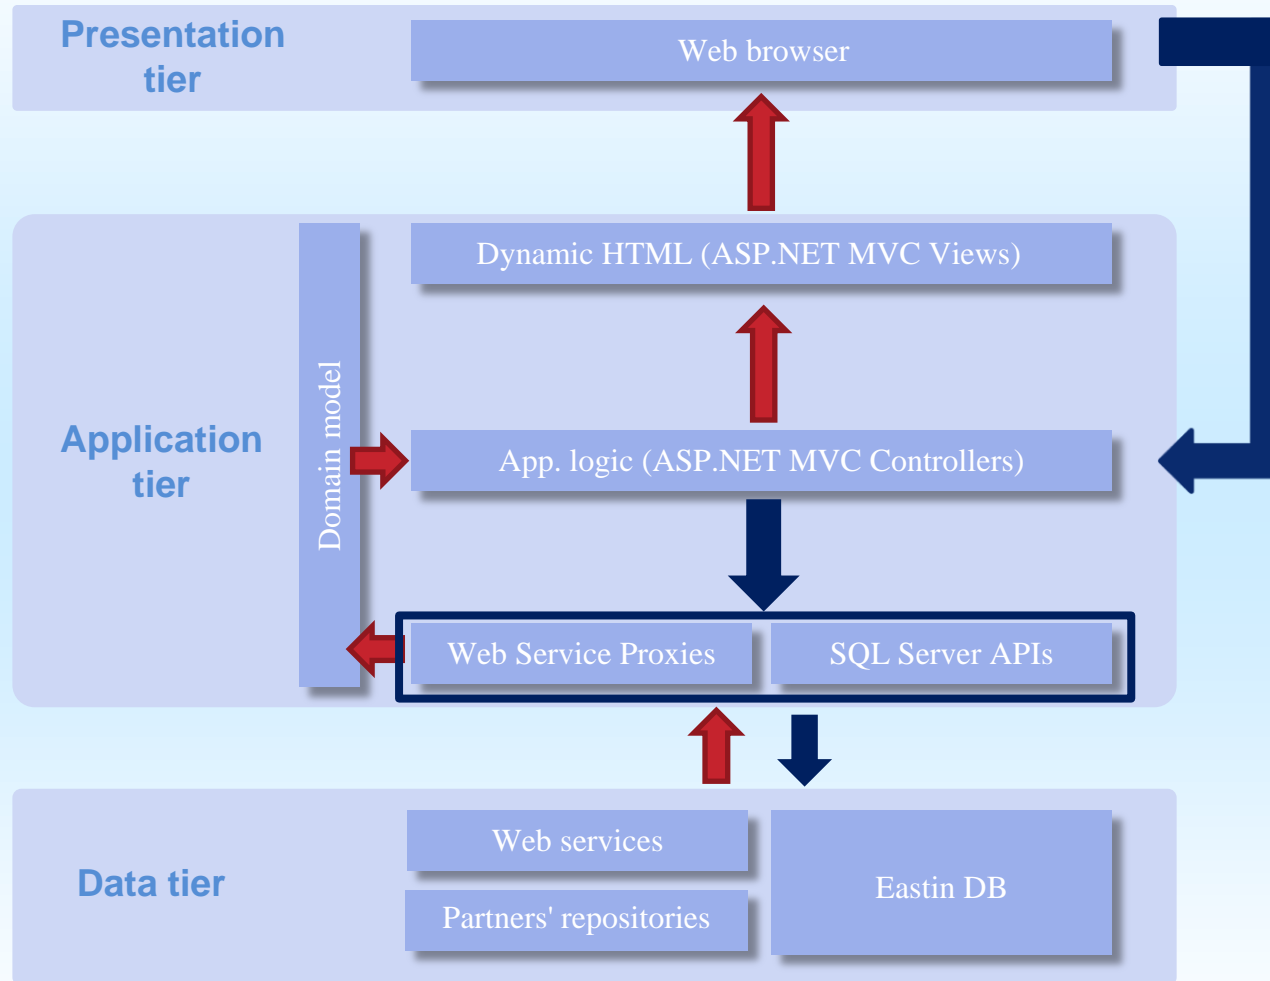 Presentation
tier
Web browser
Dynamic HTML (ASP.NET MVC Views)
Application
tier
Domain model
App. logic (ASP.NET MVC Controllers)
Web Service Proxies
SQL Server APIs
Data tier
Web services
Partners' repositories
Eastin DB